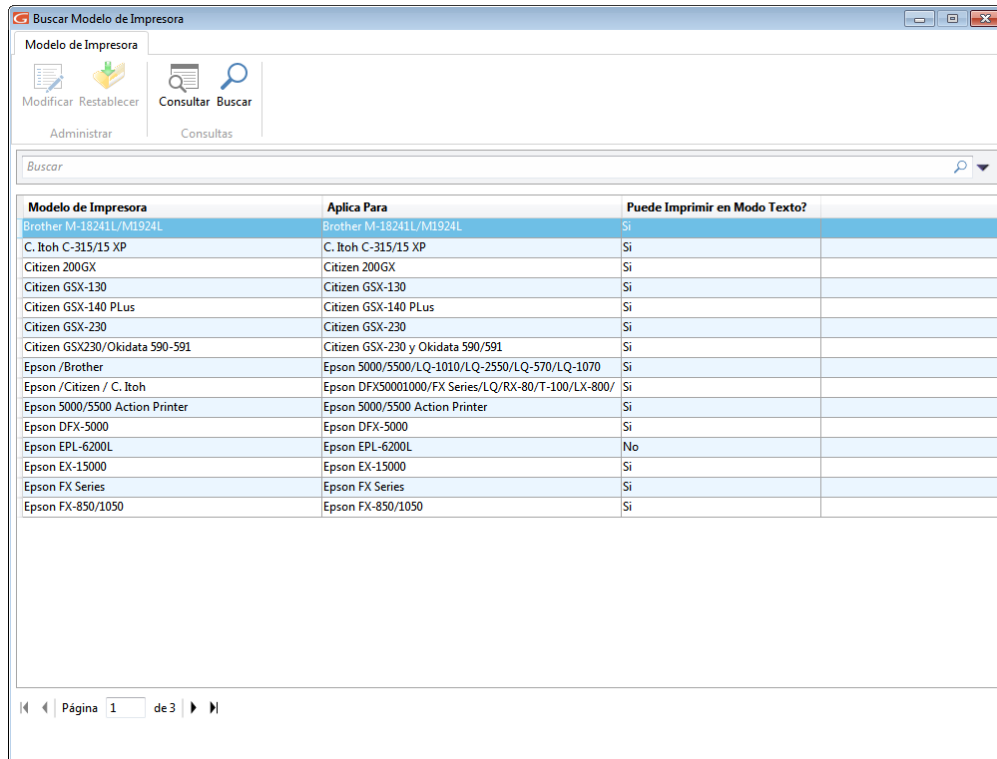 Buscar Modelo de Impresora
Modelo de Impresora
Modificar Restablecer Consultar Buscar
Administrar Consultas
Buscar
Modelo de Impresora Aplica Para Puede Imprimir en Modo Texto?
Brother M-18241L/M1924L Brother M-18241L/M1924L Si
C. Itoh C-315/15 XP C. Itoh C-315/15 XP Si
Citizen 200GX Citizen 200GX Si
Citizen GSX-130 Citizen GSX-130 Si
Citizen GSX-140 PLus Citizen GSX-140 PLus Si
Citizen GSX-230 Citizen GSX-230 Si
Citizen GSX230/Okidata 590-591 Citizen GSX-230 y Okidata 590/591 Si
Epson /Brother Epson 5000/5500/LQ-1010/LQ-2550/LQ-570/LQ-1070 Si
Epson /Citizen / C. Itoh Epson DFX50001000/FX Series/LQ/RX-80/T-100/LX-800/ Si
Epson 5000/5500 Action Printer Epson 5000/5500 Action Printer Si
Epson DFX-5000 Epson DFX-5000 Si
Epson EPL-6200L Epson EPL-6200L No
Epson EX-15000 Epson EX-15000 Si
Epson FX Series Epson FX Series Si
Epson FX-850/1050 Epson FX-850/1050 Si
Página 1 de 3